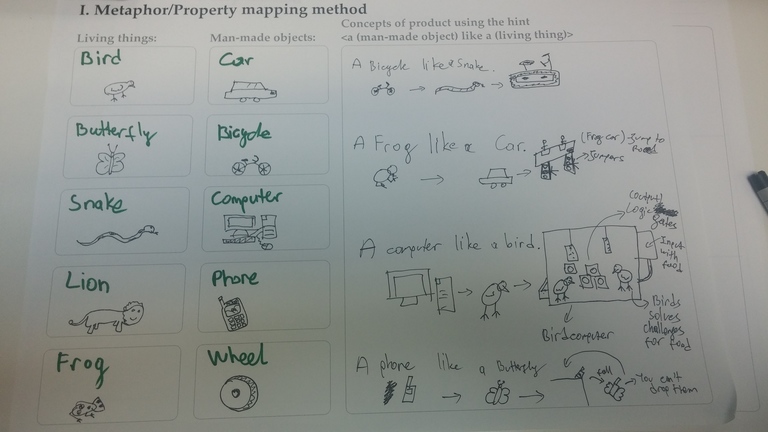 I. Metaphor/Property mapping method
Living things:
Man-made objects:
Concepts of product using the hint
<a (man-made object) like a (living thing)>
Bird
Car
A Bicycle like a Snake.
Butterfly
Bicycle
A Frog like a Car.
(Frog car) Jump to
Jumpers
Snake
Computer
A computer like a bird.
(output)
Logic
gates
Input
with
food
Birds
solves
challenges
for food
Birdcomputer
Lion
Phone
Frog
Wheel
A phone like a Butterfly
fall
You can't
drop them